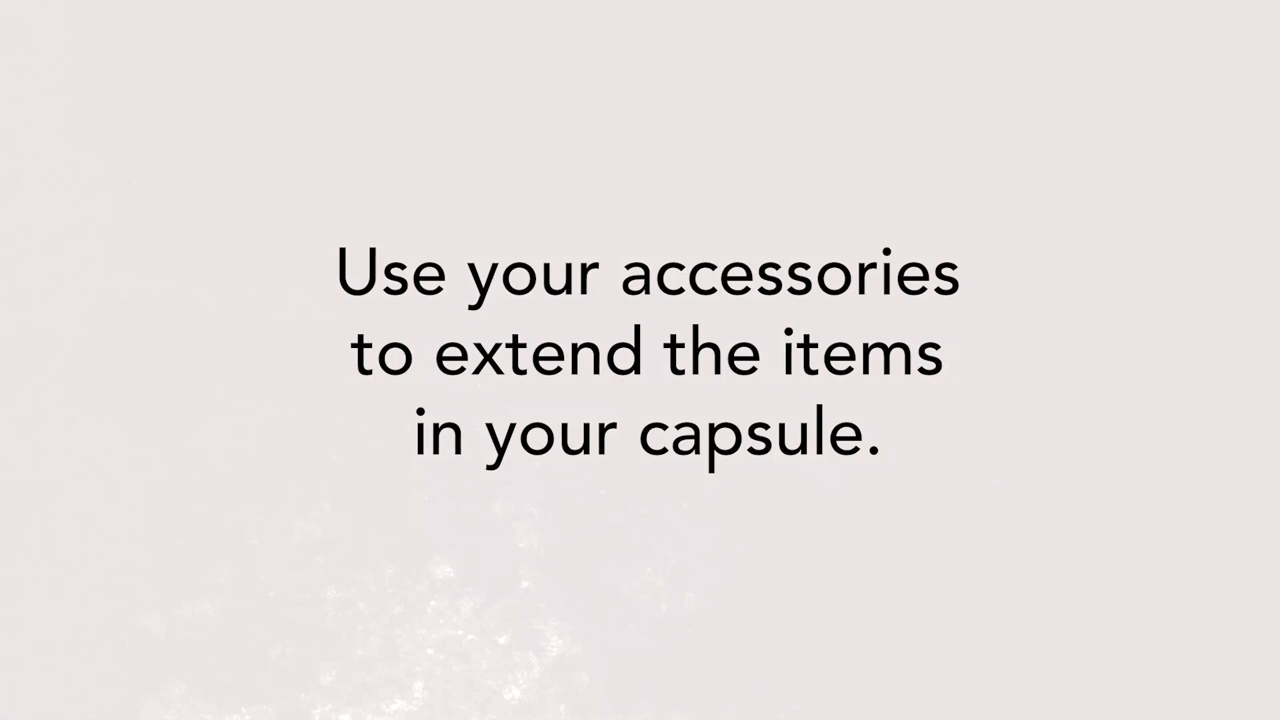 Use your accessories
to extend the items
in your capsule.